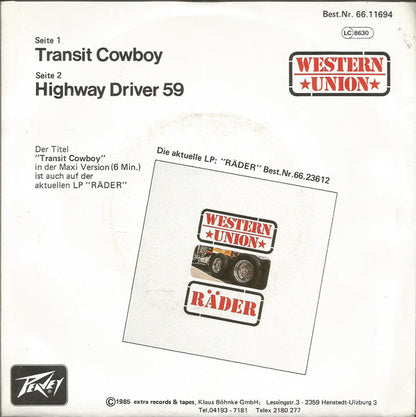 Best.Nr. 66.11694
LC 8630
Seite 1
Transit Cowboy
Seite 2
Highway Driver 59
WESTERN
★UNION★
Der Titel
"Transit Cowboy"
in der Maxi Version (6 Min.)
ist auch auf der
aktuellen LP "RÄDER"
Die aktuelle LP: "RÄDER" Best.Nr.66.23612
WESTERN
★UNION★
RÄDER
PEAVEY
©1985 extra records & tapes, Klaus Böhnke GmbH, Lessingstr.3 - 2359 Henstedt-Ulzburg 3
Tel.04193 - 7181 Telex 2180 277